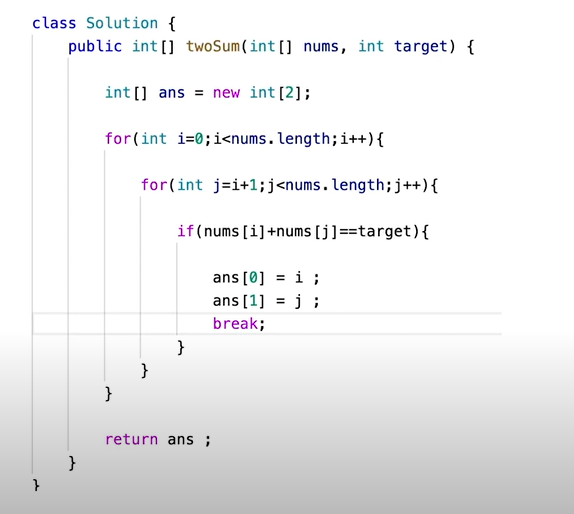 class Solution {
public int[] twoSum(int[] nums, int target) {
int[] ans = new int[2];
for(int i=0;i<nums.length;i++){
for(int j=i+1;j<nums.length;j++){
if(nums[i]+nums[j]==target){
ans[0] = i ;
ans[1] = j ;
break;
}
}
}
return ans ;
}
}